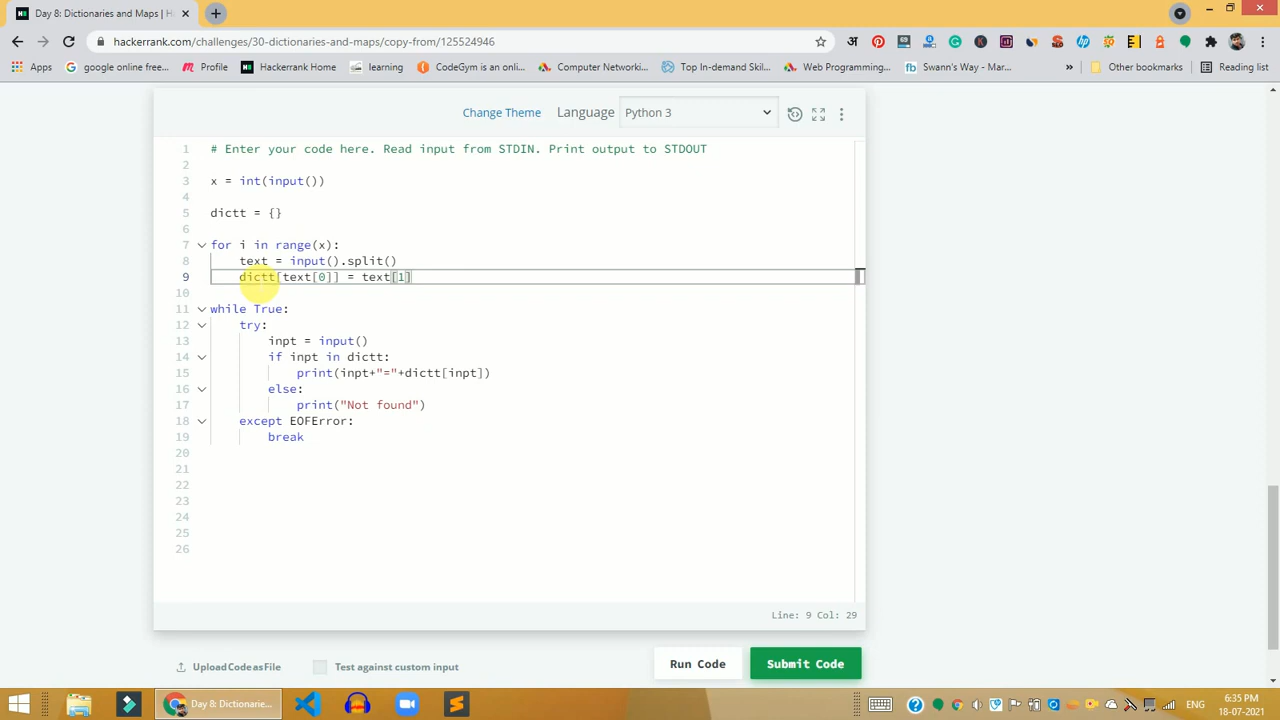 Day 8: Dictionaries and Maps | H
hackerrank.com/challenges/30-dictionaries-and-maps/copy-from/125524946
Apps google online free... Profile Hackerrank Home learning CodeGym is an onli... Computer Networki... Top In-demand Skil... Web Programming... Swann's Way - Mar... » Other bookmarks Reading list
Change Theme Language Python 3
1 # Enter your code here. Read input from STDIN. Print output to STDOUT
2
3 x = int(input())
4
5 dictt = {}
6
7 for i in range(x):
8 text = input().split()
9 dictt[text[0]] = text[1]
10
11 while True:
12 try:
13 inpt = input()
14 if inpt in dictt:
15 print(inpt+"="+dictt[inpt])
16 else:
17 print("Not found")
18 except EOFError:
19 break
20
21
22
23
24
25
26
Line: 9 Col: 29
Upload Code as File Test against custom input Run Code Submit Code
Day 8: Dictionarie... ENG 6:35 PM
18-07-2021